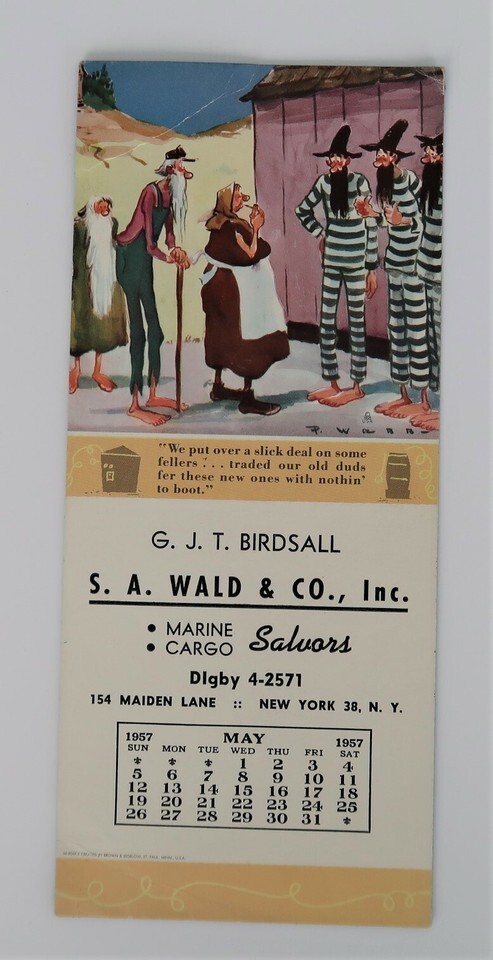 P. WEBB
"We put over a slick deal on some
fellers . . . traded our old duds
fer these new ones with nothin'
to boot."
G. J. T. BIRDSALL
S. A. WALD & CO., Inc.
• MARINE
• CARGO
Salvors
DIgby 4-2571
154 MAIDEN LANE :: NEW YORK 38, N. Y.
1957 MAY 1957
SUN MON TUE WED THU FRI SAT
* * * 1 2 3 4
5 6 7 8 9 10 11
12 13 14 15 16 17 18
19 20 21 22 23 24 25
26 27 28 29 30 31 *